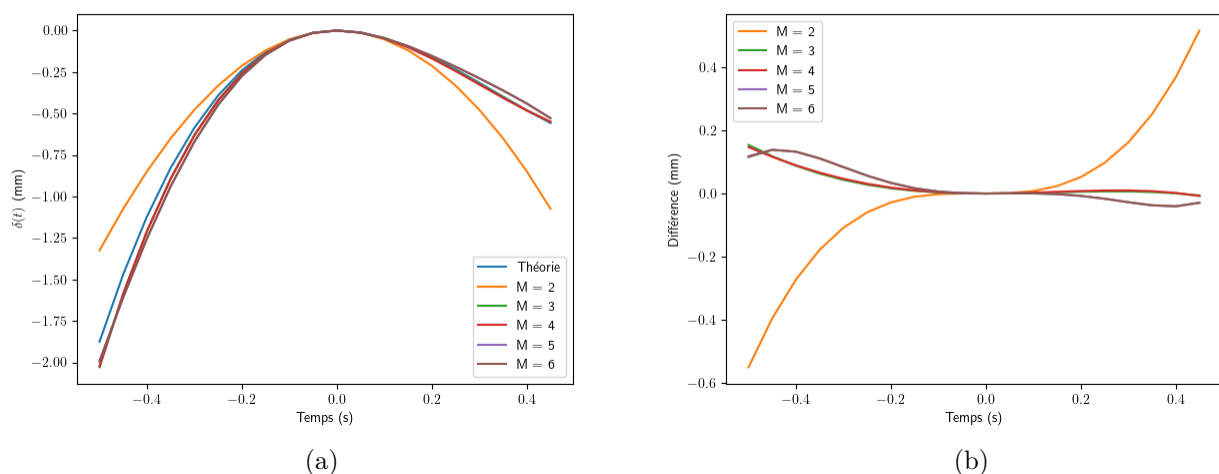 0.00
−0.25
−0.50
−0.75
−1.00
−1.25
−1.50
−1.75
−2.00
δ(t) (mm)
−0.4
−0.2
0.0
0.2
0.4
Temps (s)
Théorie
M = 2
M = 3
M = 4
M = 5
M = 6
(a)
0.4
0.2
0.0
−0.2
−0.4
−0.6
Différence (mm)
−0.4
−0.2
0.0
0.2
0.4
Temps (s)
M = 2
M = 3
M = 4
M = 5
M = 6
(b)